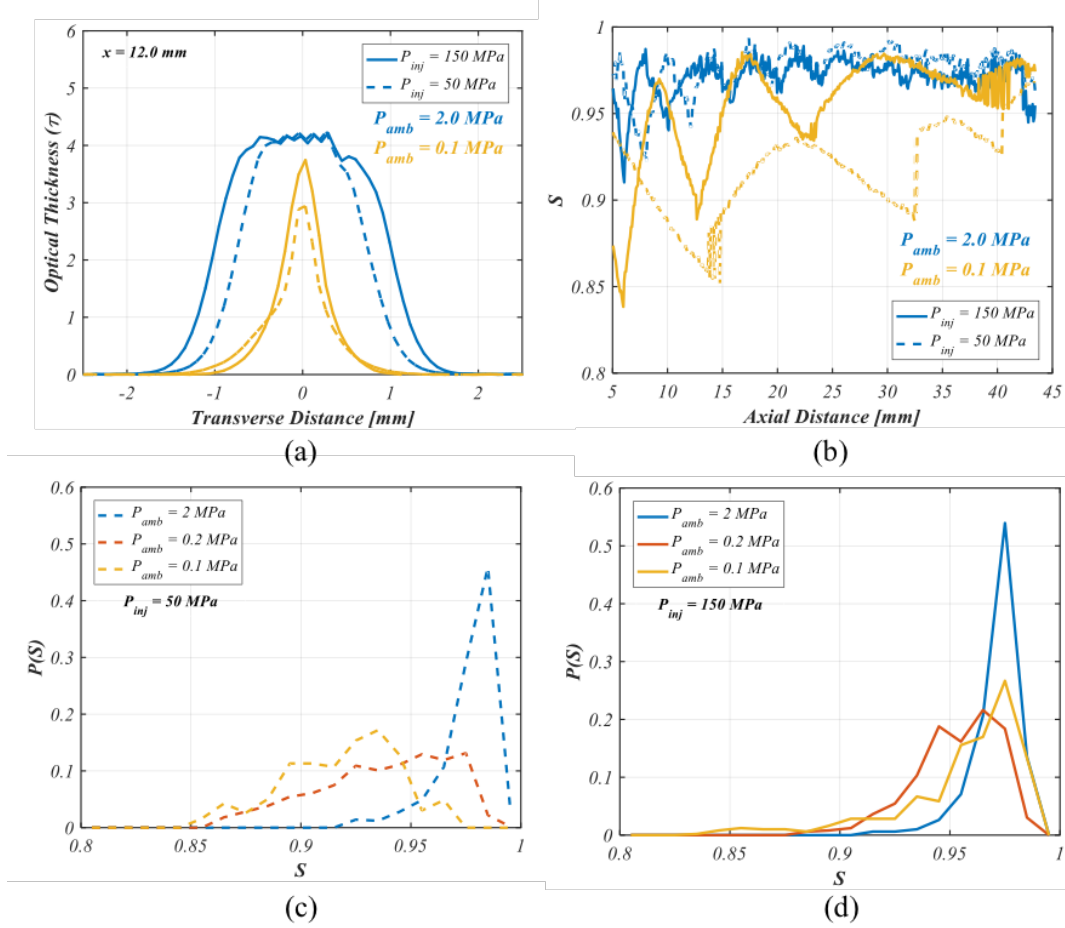 x = 12.0 mm
P_inj = 150 MPa
P_inj = 50 MPa
P_amb = 2.0 MPa
P_amb = 0.1 MPa
Optical Thickness (τ)
6
5
4
3
2
1
0
-2
-1
0
1
2
Transverse Distance [mm]
(a)
S
1
0.95
0.9
0.85
0.8
P_amb = 2.0 MPa
P_amb = 0.1 MPa
P_inj = 150 MPa
P_inj = 50 MPa
5
10
15
20
25
30
35
40
45
Axial Distance [mm]
(b)
P(S)
0.6
0.5
0.4
0.3
0.2
0.1
0
P_amb = 2 MPa
P_amb = 0.2 MPa
P_amb = 0.1 MPa
P_inj = 50 MPa
0.8
0.85
0.9
0.95
1
S
(c)
P(S)
0.6
0.5
0.4
0.3
0.2
0.1
0
P_amb = 2 MPa
P_amb = 0.2 MPa
P_amb = 0.1 MPa
P_inj = 150 MPa
0.8
0.85
0.9
0.95
1
S
(d)